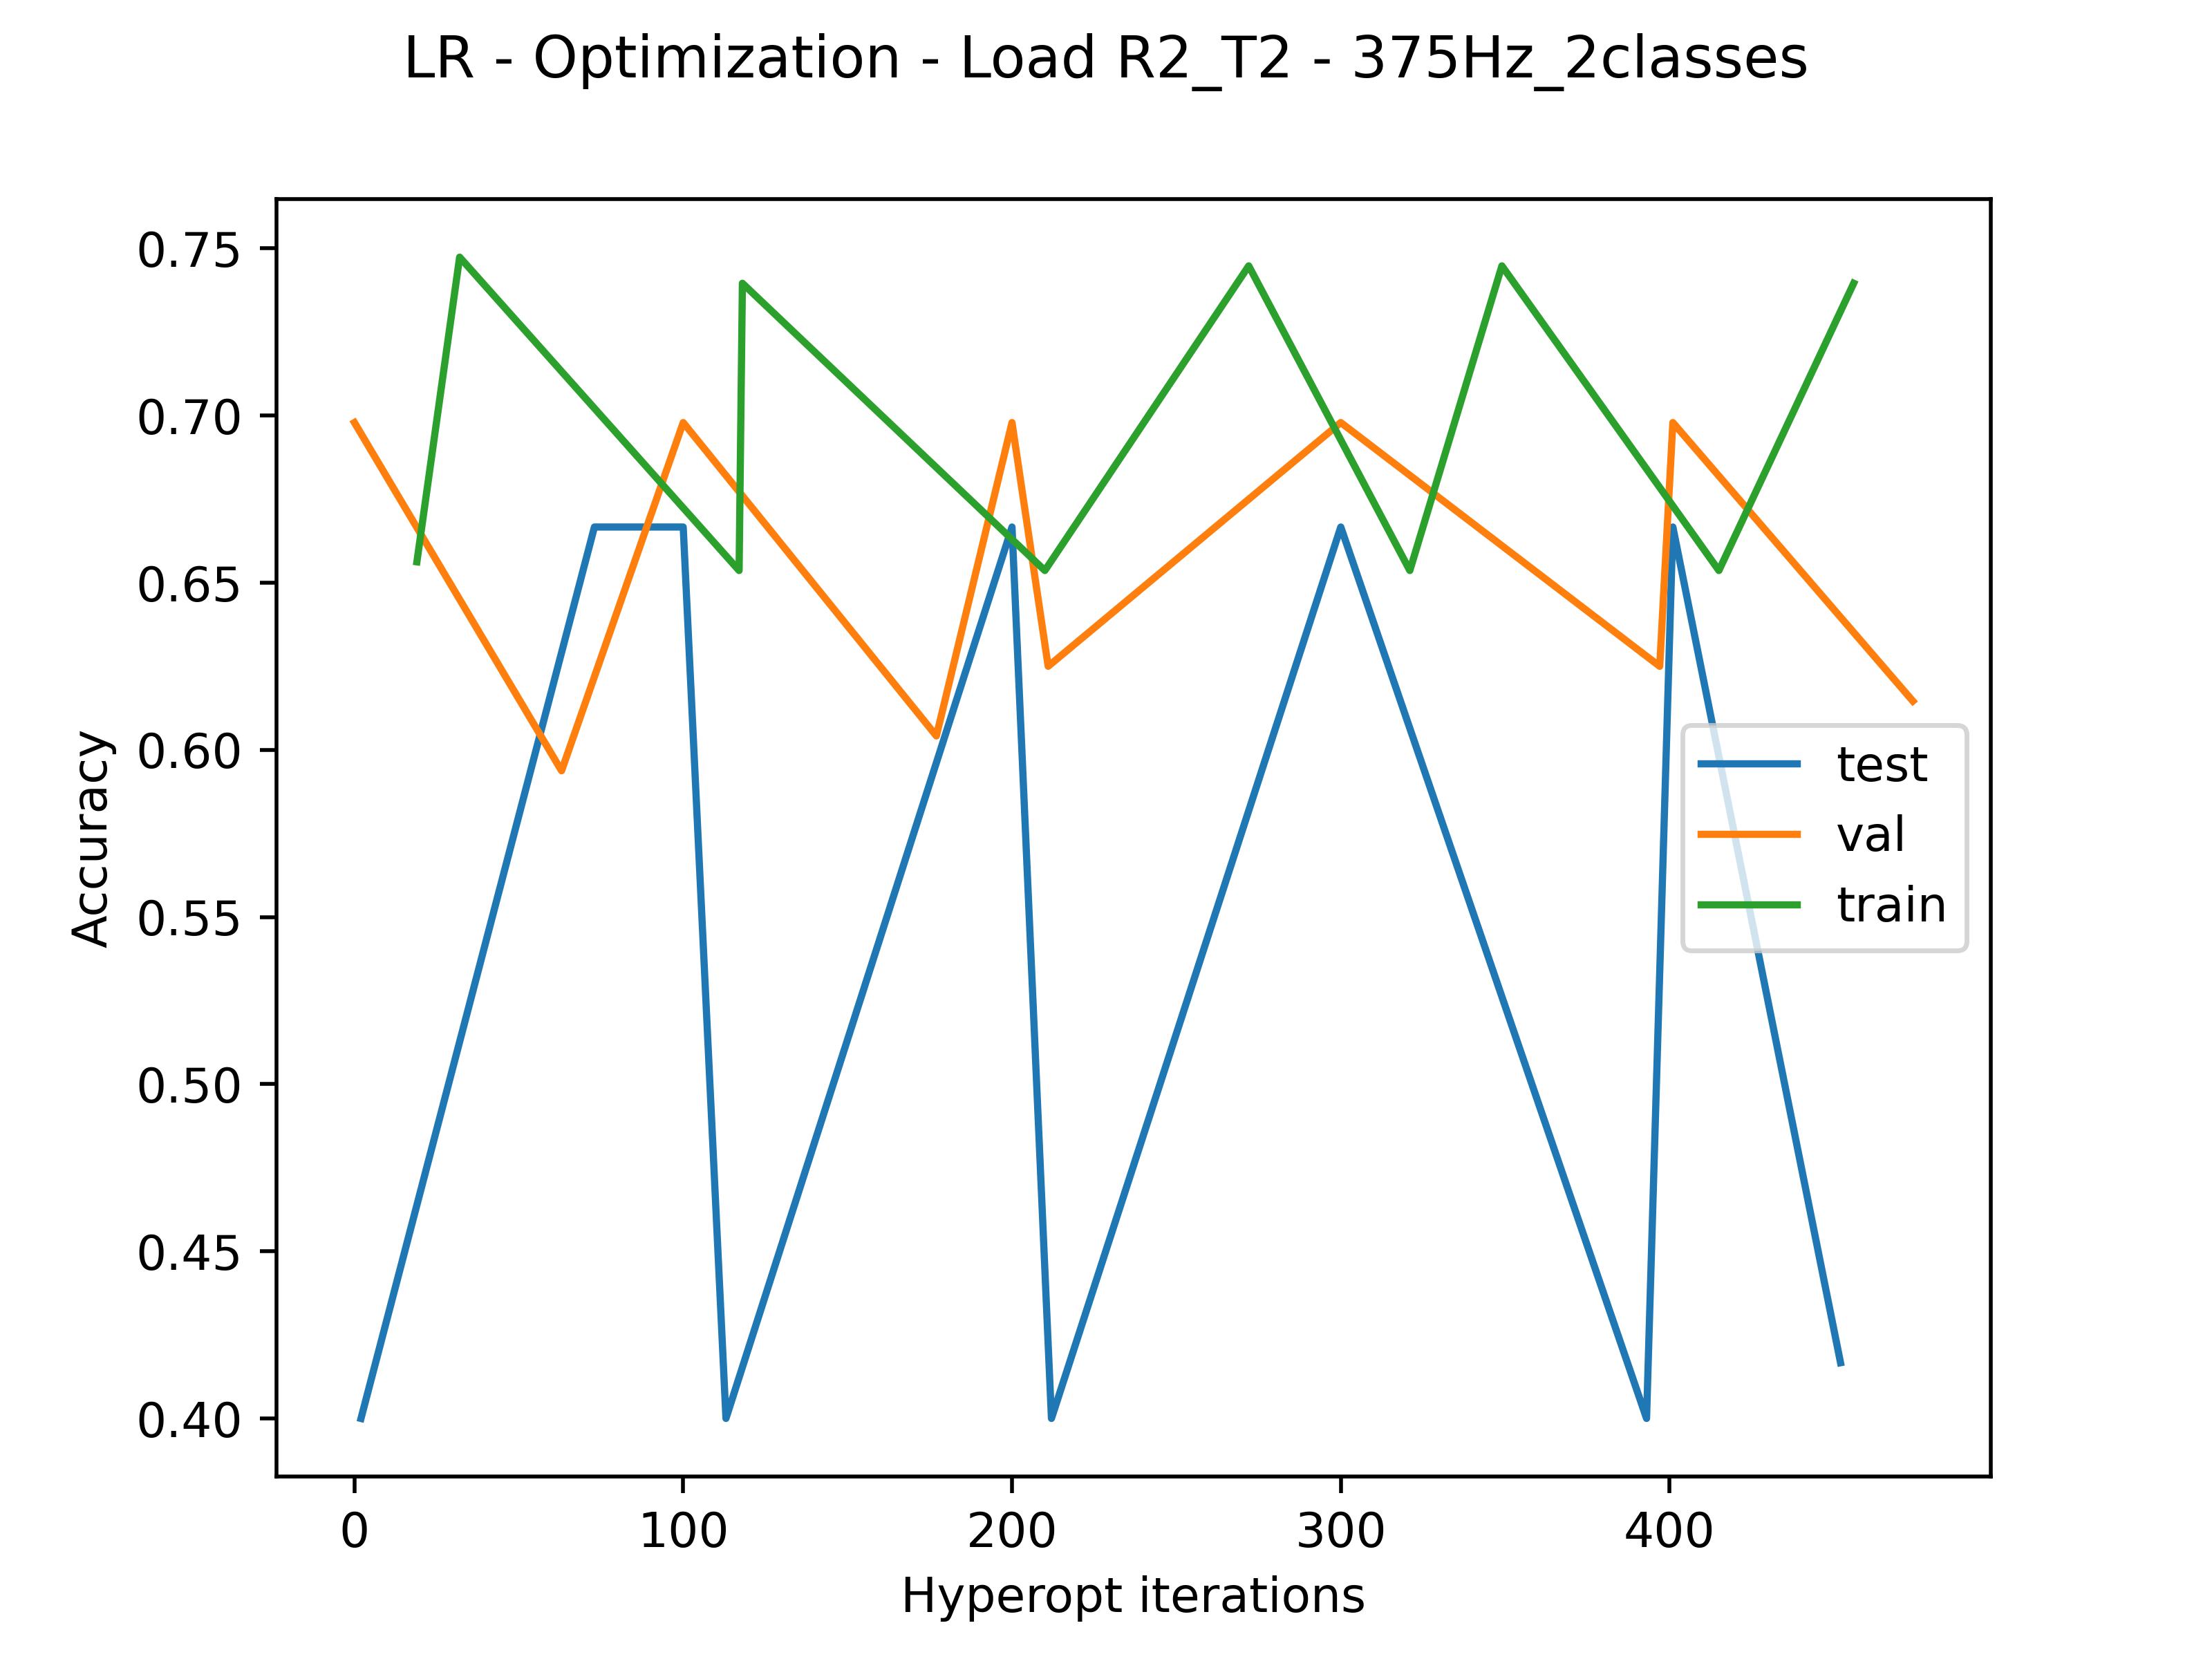 LR - Optimization - Load R2_T2 - 375Hz_2classes
0.75
0.70
0.65
0.60
0.55
0.50
0.45
0.40
Accuracy
test
val
train
0 100 200 300 400
Hyperopt iterations